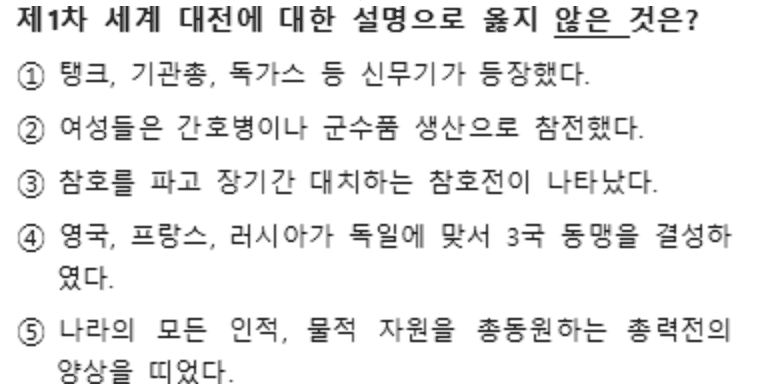 제1차 세계 대전에 대한 설명으로 옳지 않은 것은?
① 탱크, 기관총, 독가스 등 신무기가 등장했다.
② 여성들은 간호병이나 군수품 생산으로 참전했다.
③ 참호를 파고 장기간 대치하는 참호전이 나타났다.
④ 영국, 프랑스, 러시아가 독일에 맞서 3국 동맹을 결성하
였다.
⑤ 나라의 모든 인적, 물적 자원을 총동원하는 총력전의
양상을 띠었다.